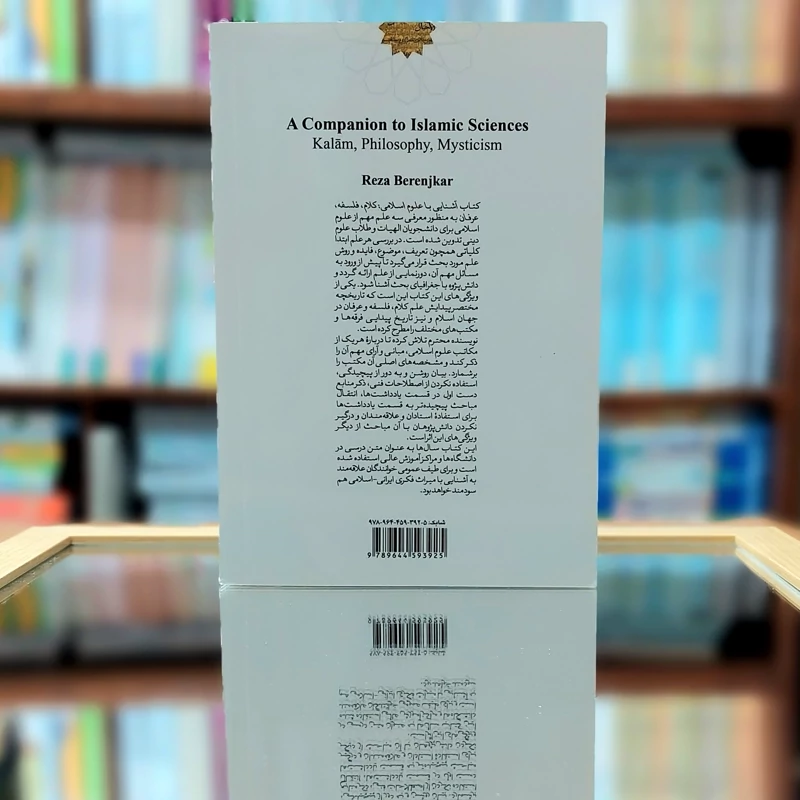 A Companion to Islamic Sciences
Kalām, Philosophy, Mysticism
Reza Berenjkar
کتاب آشنایی با علوم اسلامی؛ کلام، فلسفه،
عرفان به منظور معرفی سه علم مهم از علوم
اسلامی برای دانشجویان الهیات و طلاب علوم
دینی تدوین شده است. در بررسی هر علم ابتدا
کلیاتی همچون تعریف، موضوع، فایده و روش
علم مورد بحث قرار می‌گیرد تا پیش از ورود به
مسائل مهم آن، دورنمایی از علم ارائه گردد و
دانش‌پژوه با جغرافیای بحث آشنا شود. یکی از
ویژگی‌های این کتاب این است که تاریخچه
مختصر پیدایش علم کلام، فلسفه و عرفان در
جهان اسلام و نیز تاریخ پیدایی فرقه‌ها و
مکتب‌های مختلف را مطرح کرده است.
نویسنده محترم تلاش کرده تا دربارهٔ هر یک از
مکاتب علوم اسلامی، مبانی و آرای مهم آن را
ذکر کند و مشخصه‌های اصلی آن مکتب را
برشمارد. بیان روشن و به دور از پیچیدگی،
استفاده نکردن از اصطلاحات فنی، ذکر منابع
دست اول در قسمت یادداشت‌ها، انتقال
مباحث پیچیده‌تر به قسمت یادداشت‌ها
برای استفادهٔ استادان و علاقه‌مندان و درگیر
نکردن دانش‌پژوهان با آن مباحث از دیگر
ویژگی‌های این اثر است.
این کتاب سال‌ها به عنوان متن درسی در
دانشگاه‌ها و مراکز آموزش عالی استفاده شده
است و برای طیف عمومی خوانندگان علاقه‌مند
به آشنایی با میراث فکری ایرانی-اسلامی هم
سودمند خواهد بود.
شابک: ۵-۳۹۲-۴۵۹-۹۶۴-۹۷۸
9 789644 593925